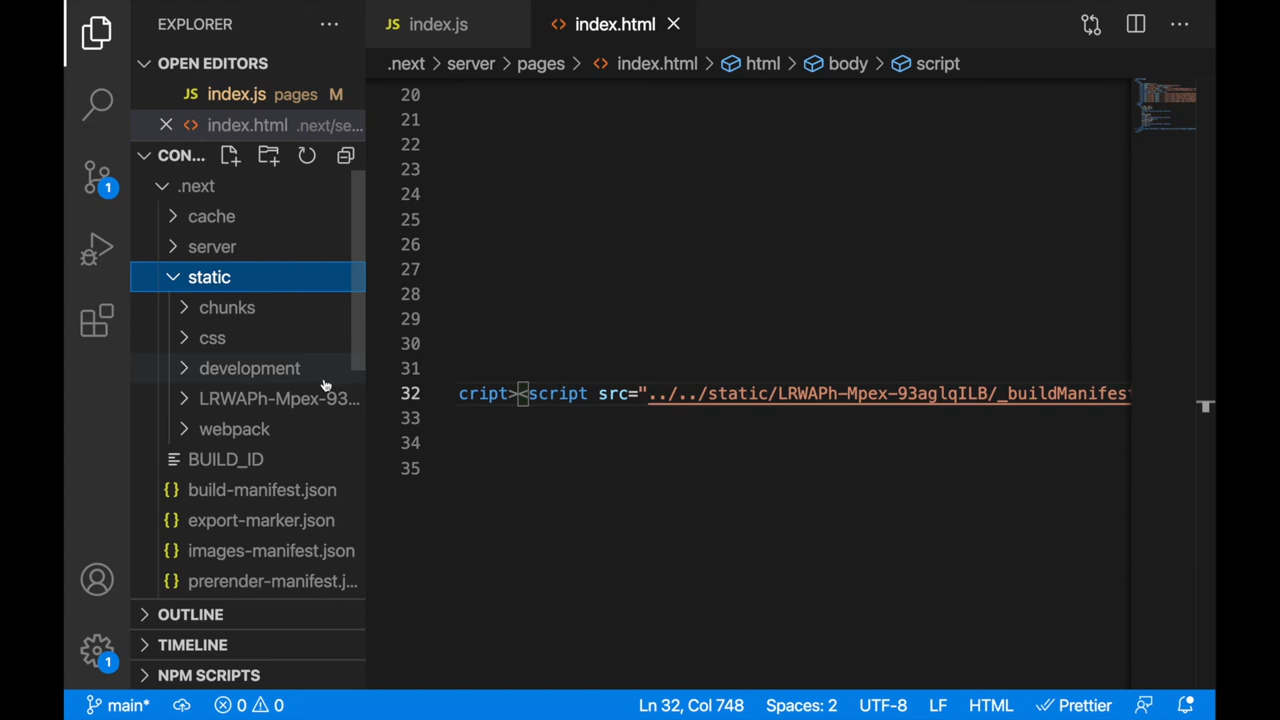 EXPLORER
OPEN EDITORS
JS index.js pages M
index.html .next/se...
CON...
.next
cache
server
static
chunks
css
development
LRWAPh-Mpex-93...
webpack
BUILD_ID
{} build-manifest.json
{} export-marker.json
{} images-manifest.json
{} prerender-manifest.j...
OUTLINE
TIMELINE
NPM SCRIPTS
1
1
JS index.js
index.html
.next > server > pages > index.html > html > body > script
20
21
22
23
24
25
26
27
28
29
30
31
32 cript><script src="../../static/LRWAPh-Mpex-93aglqILB/_buildManifest
33
34
35
main* 0 0 Ln 32, Col 748 Spaces: 2 UTF-8 LF HTML Prettier